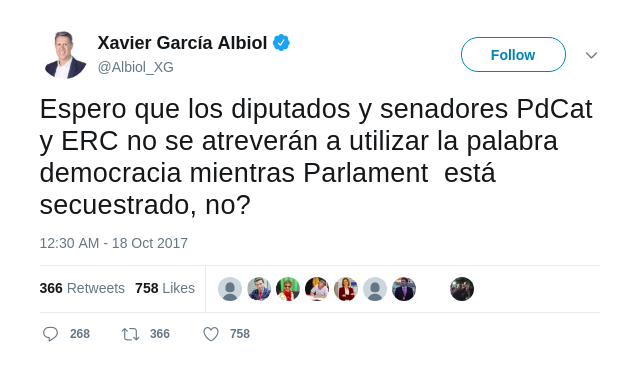 Xavier García Albiol
@Albiol_XG
Follow
Espero que los diputados y senadores PdCat
y ERC no se atreverán a utilizar la palabra
democracia mientras Parlament  está
secuestrado, no?
12:30 AM - 18 Oct 2017
366 Retweets 758 Likes
268 366 758